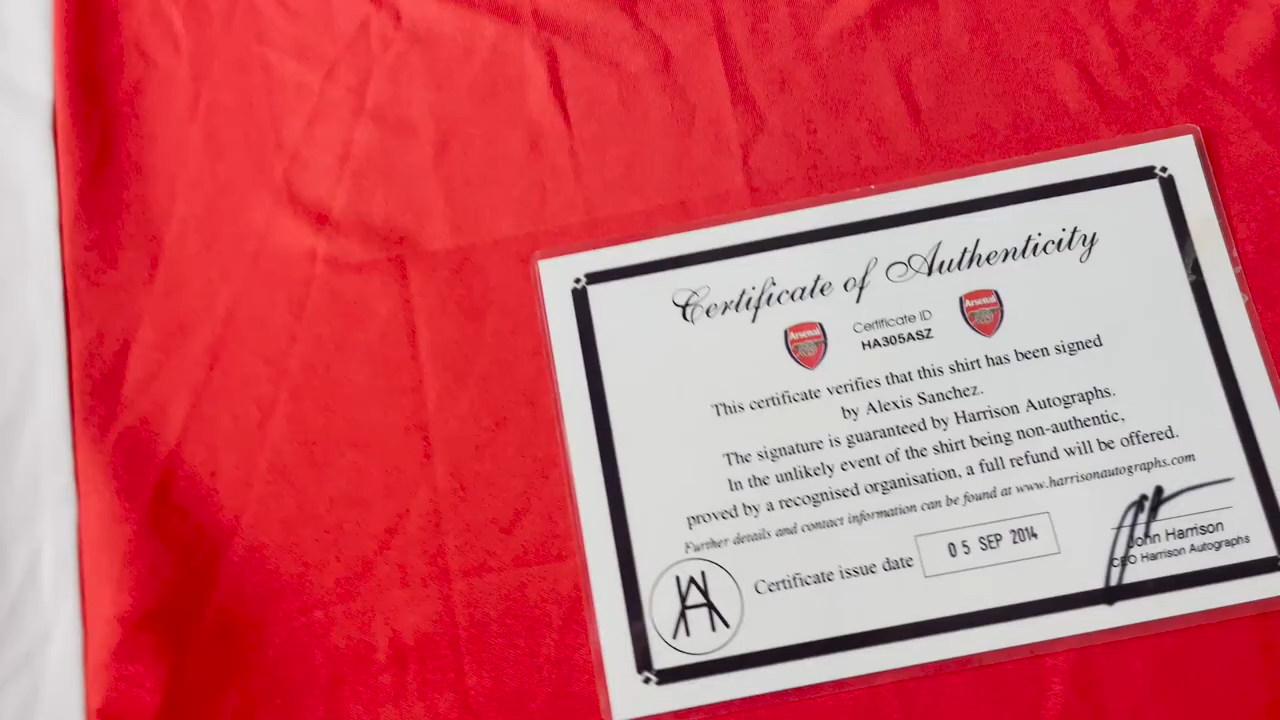 Certificate of Authenticity
Arsenal
Certificate ID
Arsenal
HA305ASZ
This certificate verifies that this shirt has been signed
by Alexis Sanchez.
The signature is guaranteed by Harrison Autographs.
In the unlikely event of the shirt being non-authentic,
proved by a recognised organisation, a full refund will be offered.
Further details and contact information can be found at www.harrisonautographs.com
Certificate issue date
05 SEP 2014
John Harrison
CEO Harrison Autographs
HA